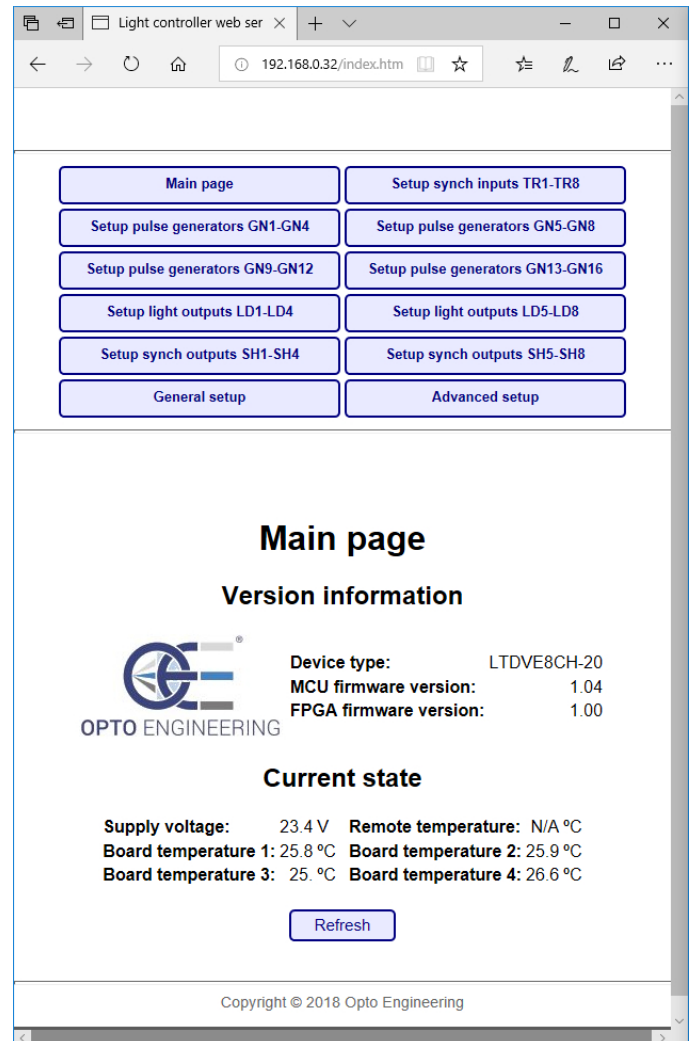 Light controller web ser
192.168.0.32/index.htm
Main page
Setup synch inputs TR1-TR8
Setup pulse generators GN1-GN4
Setup pulse generators GN5-GN8
Setup pulse generators GN9-GN12
Setup pulse generators GN13-GN16
Setup light outputs LD1-LD4
Setup light outputs LD5-LD8
Setup synch outputs SH1-SH4
Setup synch outputs SH5-SH8
General setup
Advanced setup
Main page
Version information
®
OPTO ENGINEERING
Device type: LTDVE8CH-20
MCU firmware version: 1.04
FPGA firmware version: 1.00
Current state
Supply voltage: 23.4 V Remote temperature: N/A ºC
Board temperature 1: 25.8 ºC Board temperature 2: 25.9 ºC
Board temperature 3: 25. ºC Board temperature 4: 26.6 ºC
Refresh
Copyright © 2018 Opto Engineering